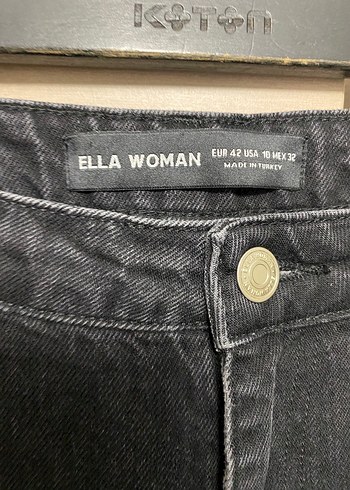 KOTON
ELLA WOMAN
EUR 42 USA 10 MEX 32
MADE IN TURKEY